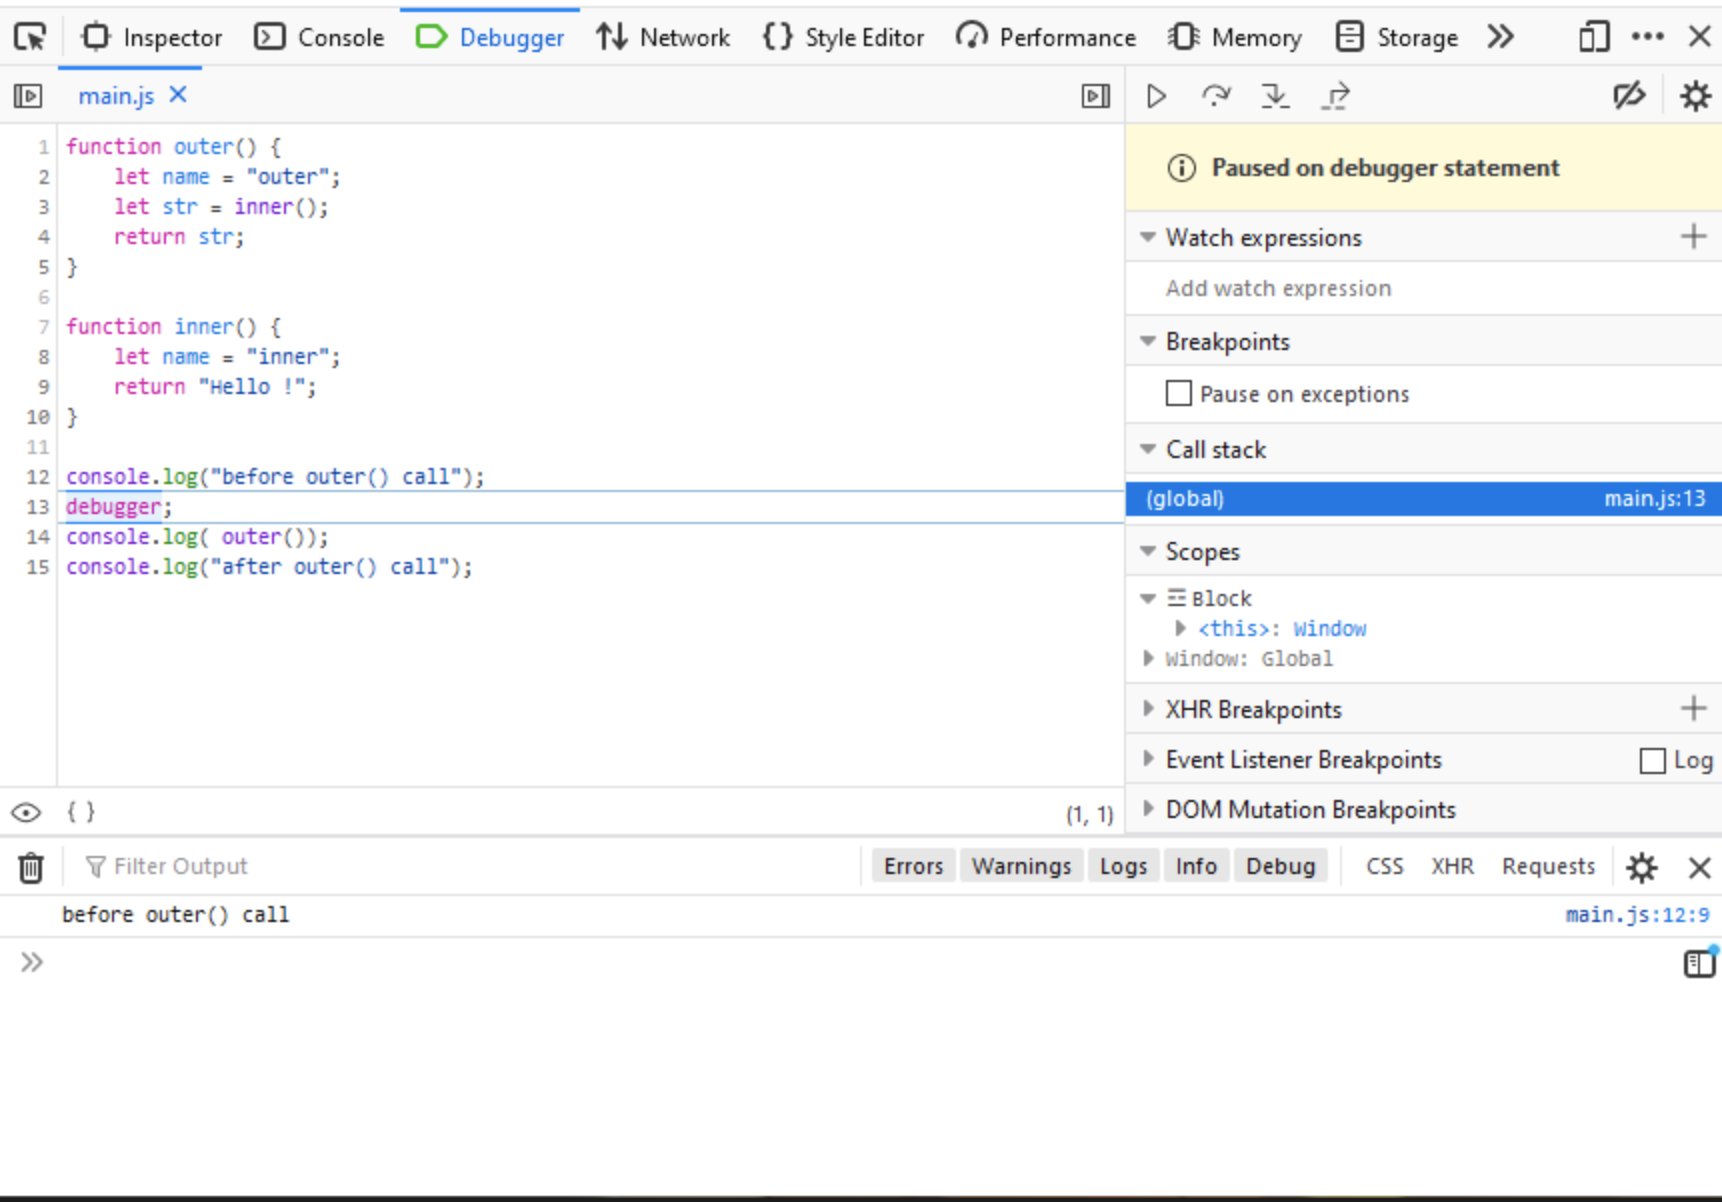 Inspector Console Debugger Network {} Style Editor Performance Memory Storage
main.js
1 function outer() {
2     let name = "outer";
3     let str = inner();
4     return str;
5 }
6
7 function inner() {
8     let name = "inner";
9     return "Hello !";
10 }
11
12 console.log("before outer() call");
13 debugger;
14 console.log( outer());
15 console.log("after outer() call");
{ } (1, 1)
Paused on debugger statement
Watch expressions
Add watch expression
Breakpoints
Pause on exceptions
Call stack
(global) main.js:13
Scopes
Block
<this>: Window
Window: Global
XHR Breakpoints
Event Listener Breakpoints Log
DOM Mutation Breakpoints
Filter Output Errors Warnings Logs Info Debug CSS XHR Requests
before outer() call main.js:12:9